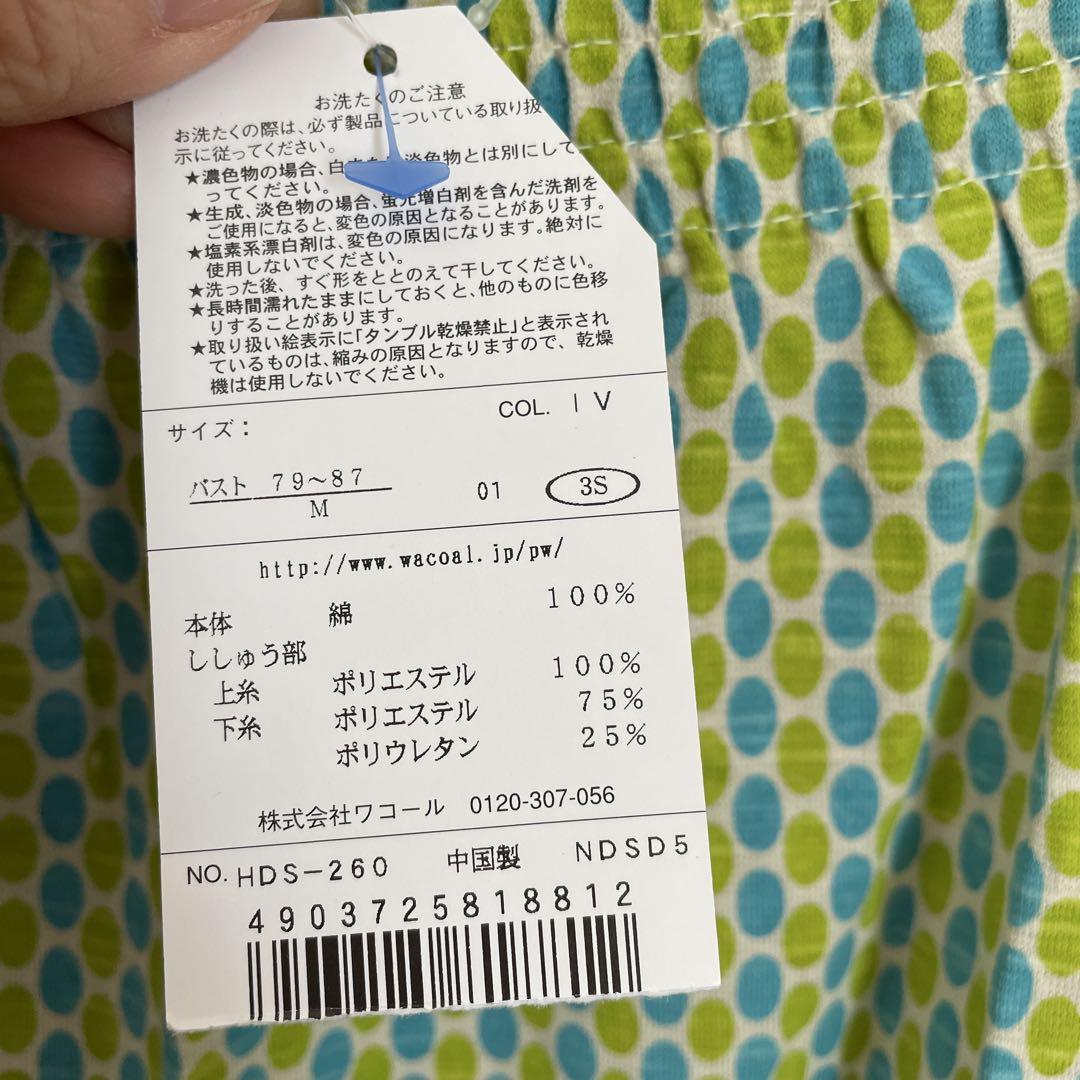 お洗たくのご注意
お洗たくの際は、必ず製品についている取り扱
示に従ってください。
★濃色物の場合、白 淡色物とは別にして
ってください。
★生成、淡色物の場合、蛍光増白剤を含んだ洗剤を
ご使用になると、変色の原因となることがあります。
★塩素系漂白剤は、変色の原因になります。絶対に
使用しないでください。
★洗った後、すぐ形をととのえて干してください。
★長時間濡れたままにしておくと、他のものに色移
りすることがあります。
★取り扱い絵表示に「タンブル乾燥禁止」と表示され
ているものは、縮みの原因となりますので、乾燥
機は使用しないでください。
COL. IV
サイズ:
バスト 79~87
M
01 3S
http://www.wacoal.jp/pw/
本体 綿 100%
ししゅう部
上糸 ポリエステル 100%
下糸 ポリエステル 75%
ポリウレタン 25%
株式会社ワコール 0120-307-056
NO. HDS-260 中国製 NDSD5
4903725818812